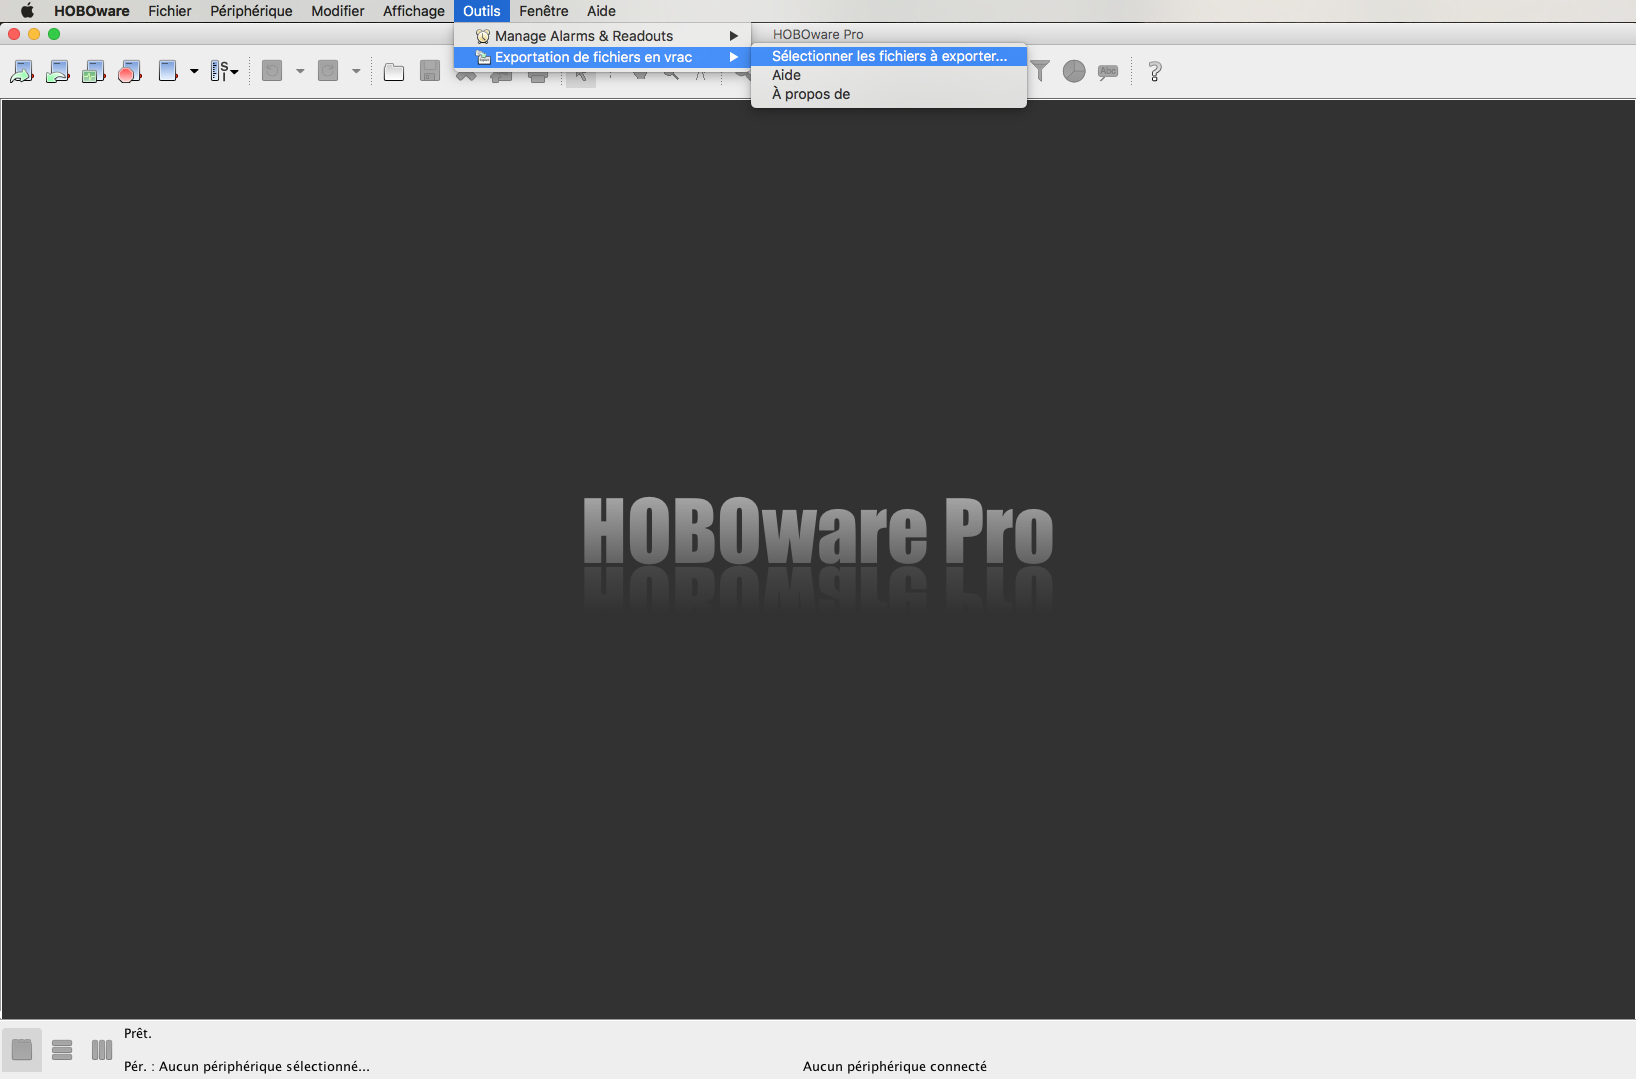 HOBOware Fichier Périphérique Modifier Affichage Outils Fenêtre Aide
HOBOware Pro
Manage Alarms & Readouts
Exportation de fichiers en vrac
Sélectionner les fichiers à exporter...
Aide
À propos de
S
Abc
?
HOBOware Pro
Prêt.
Pér. : Aucun périphérique sélectionné...
Aucun périphérique connecté